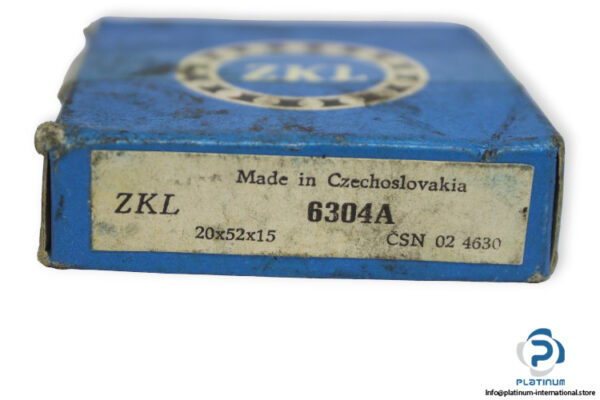 ZKL
Made in Czechoslovakia
ZKL 6304A
20x52x15 ČSN 02 4630
PLATINUM
Info@platinum-international.store